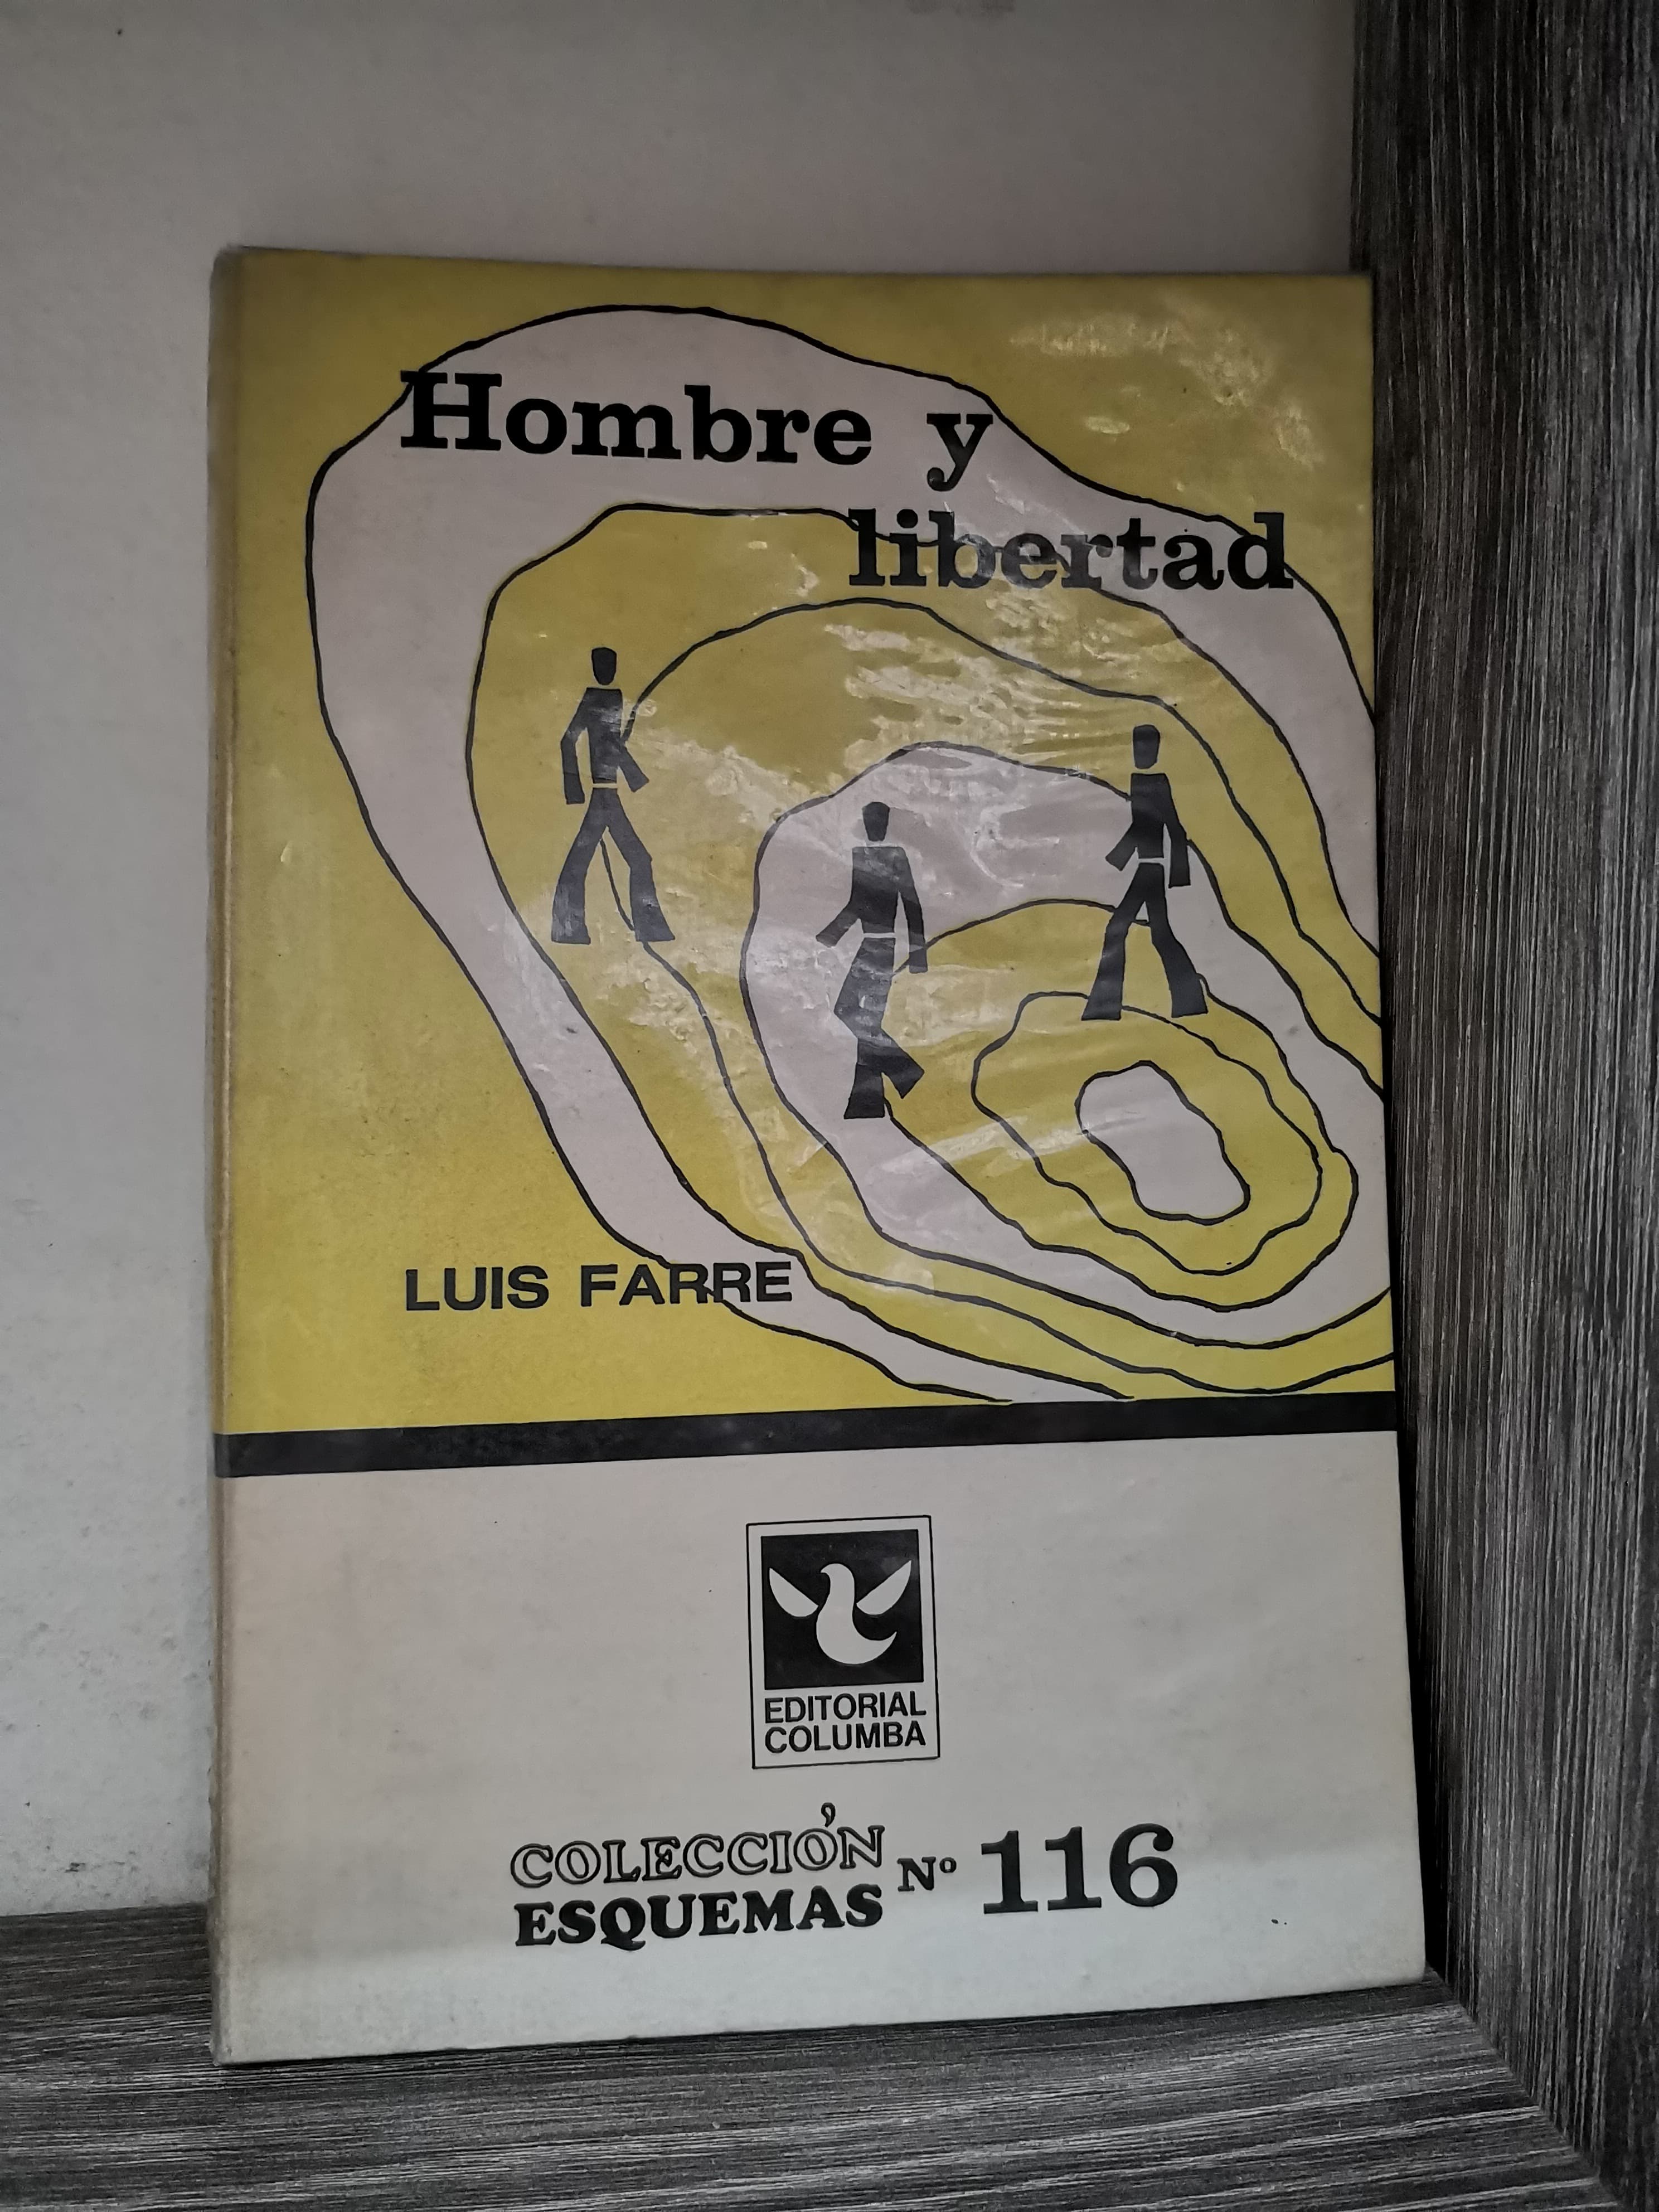 Hombre y
libertad
LUIS FARRE
EDITORIAL
COLUMBA
COLECCIÓN
ESQUEMAS Nº 116